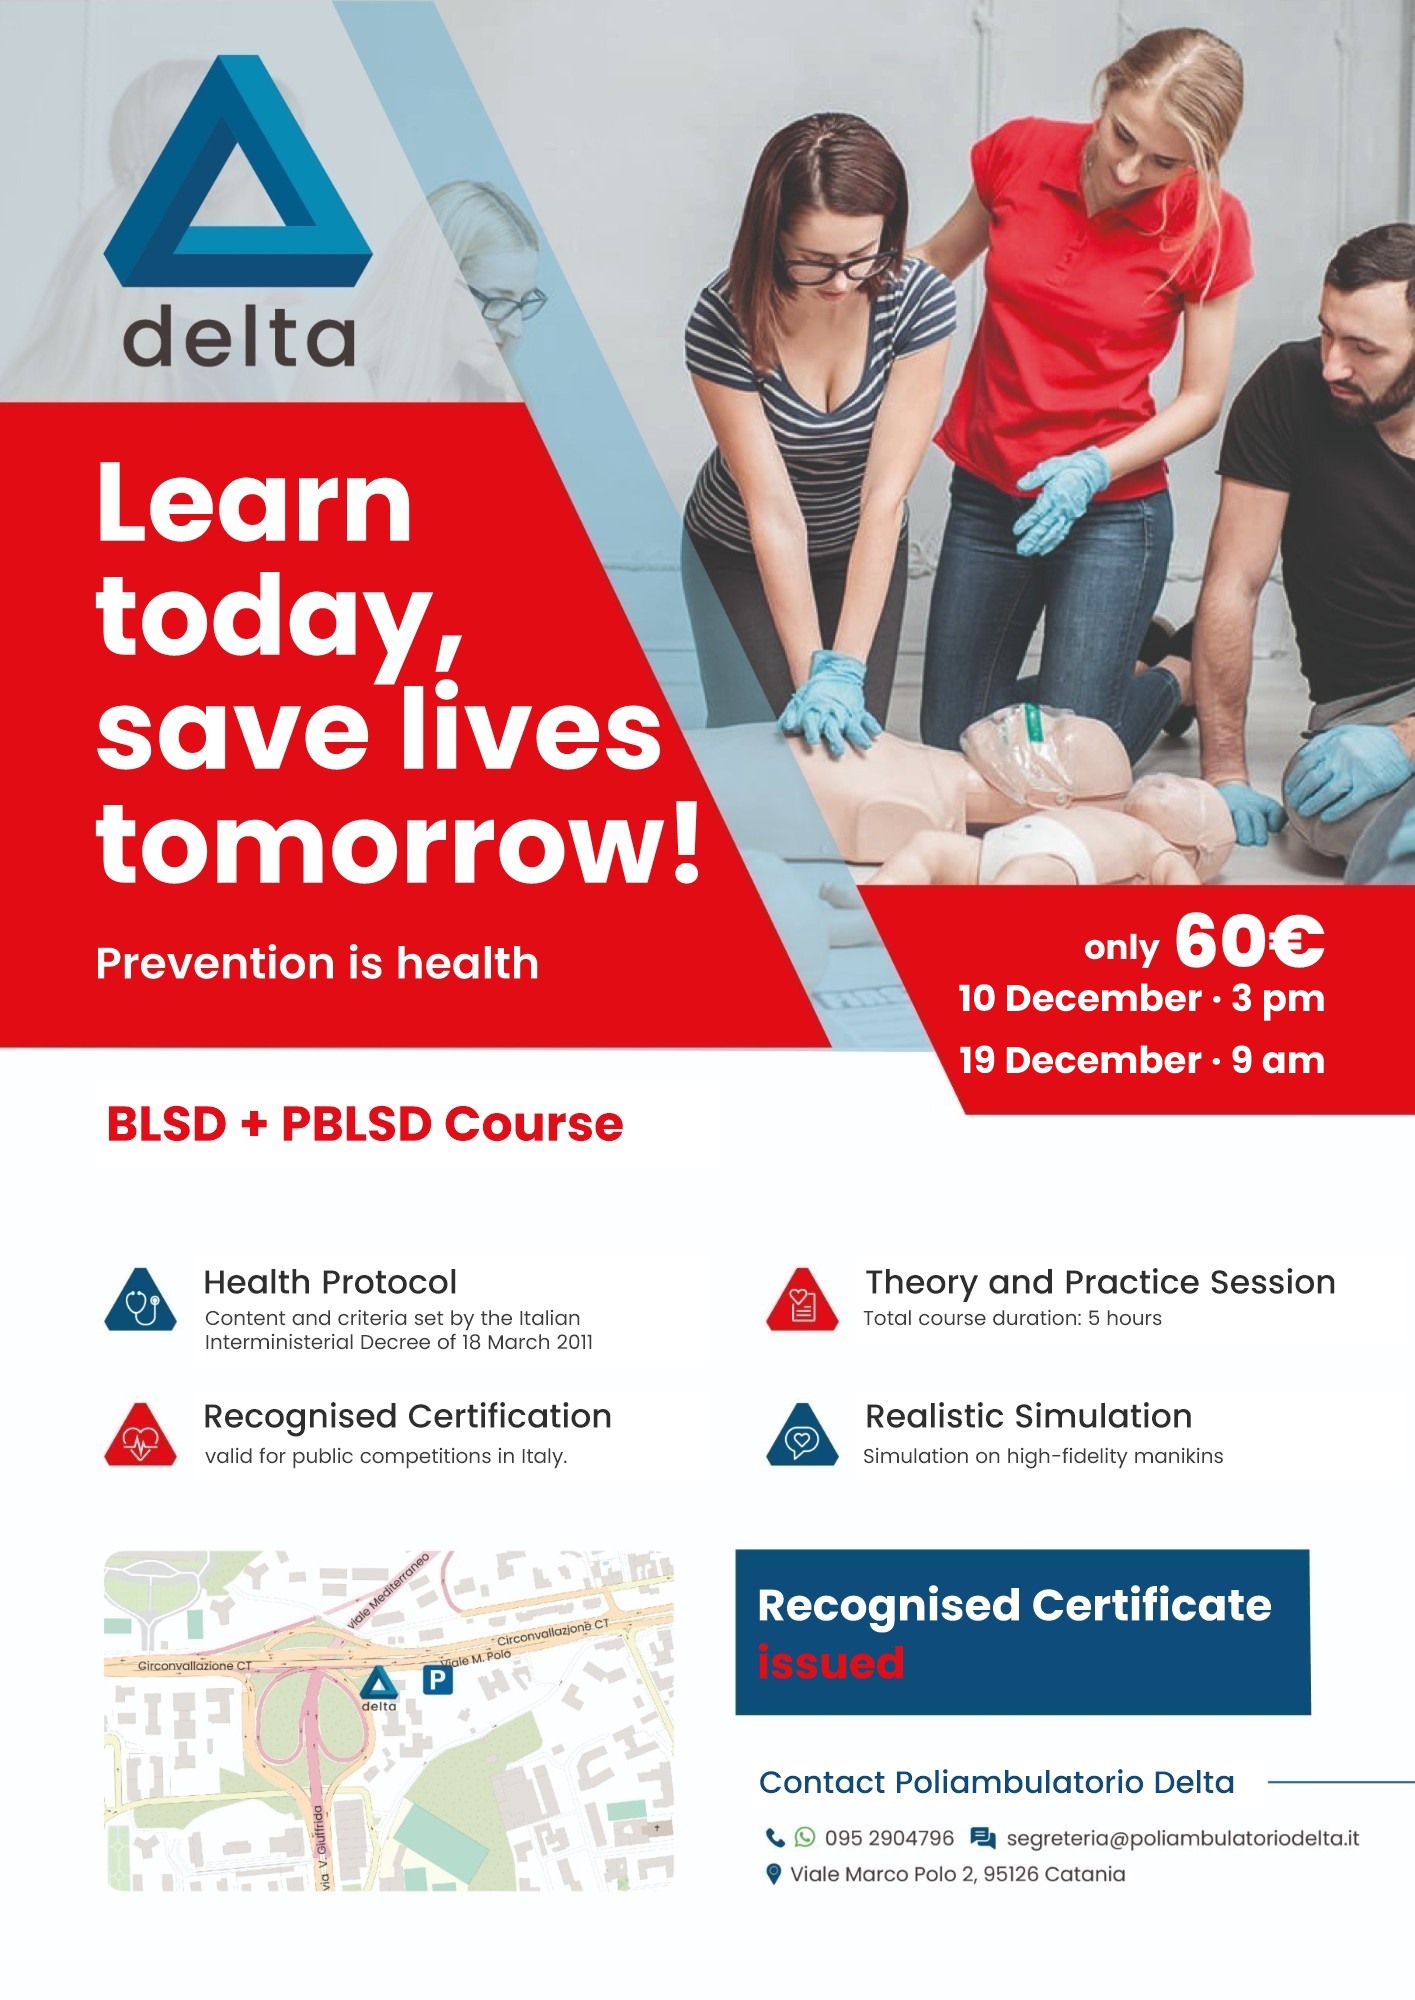 delta
Learn
today,
save lives
tomorrow!
Prevention is health
only 60€
10 December · 3 pm
19 December · 9 am
BLSD + PBLSD Course
Health Protocol
Content and criteria set by the Italian
Interministerial Decree of 18 March 2011
Theory and Practice Session
Total course duration: 5 hours
Recognised Certification
valid for public competitions in Italy.
Realistic Simulation
Simulation on high-fidelity manikins
viale Mediterraneo
Circonvallazione CT
Viale M. Polo
Girconvallazione CT
P
delta
via V. Giuffrida
Recognised Certificate
issued
Contact Poliambulatorio Delta
095 2904796 segreteria@poliambulatoriodelta.it
Viale Marco Polo 2, 95126 Catania